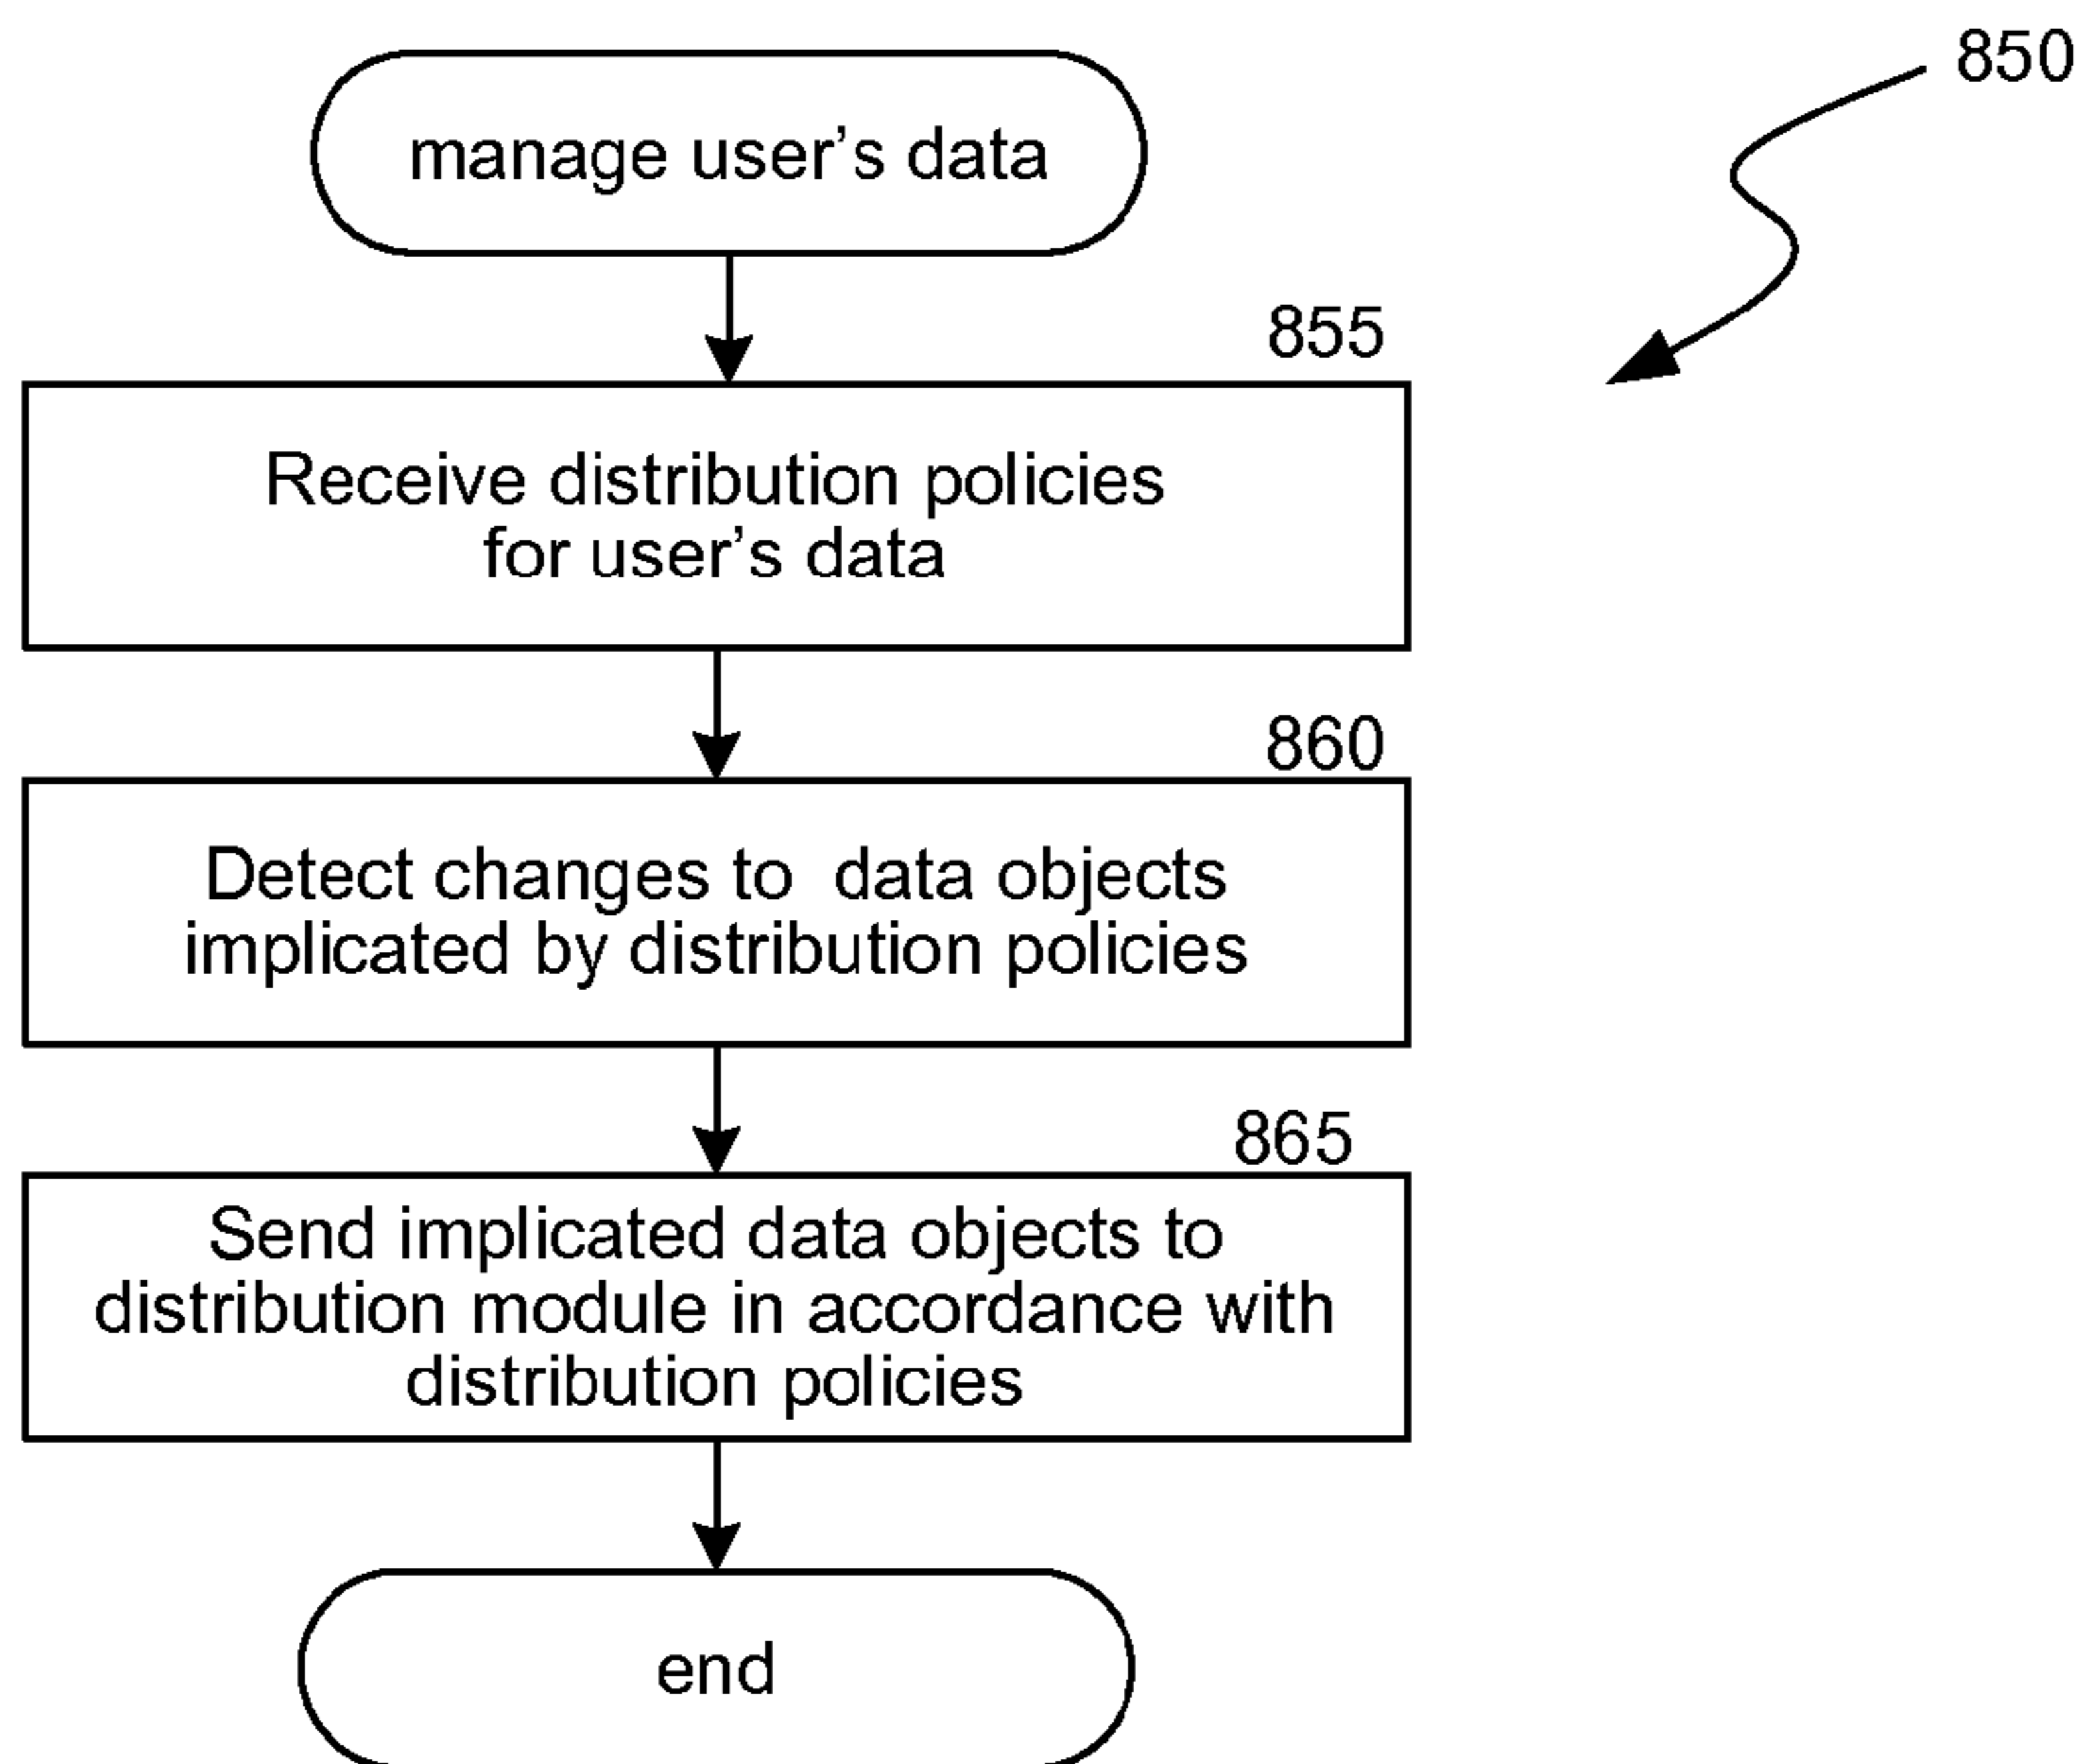 850
manage user’s data
855
Receive distribution policies
for user’s data
860
Detect changes to data objects
implicated by distribution policies
865
Send implicated data objects to
distribution module in accordance with
distribution policies
end